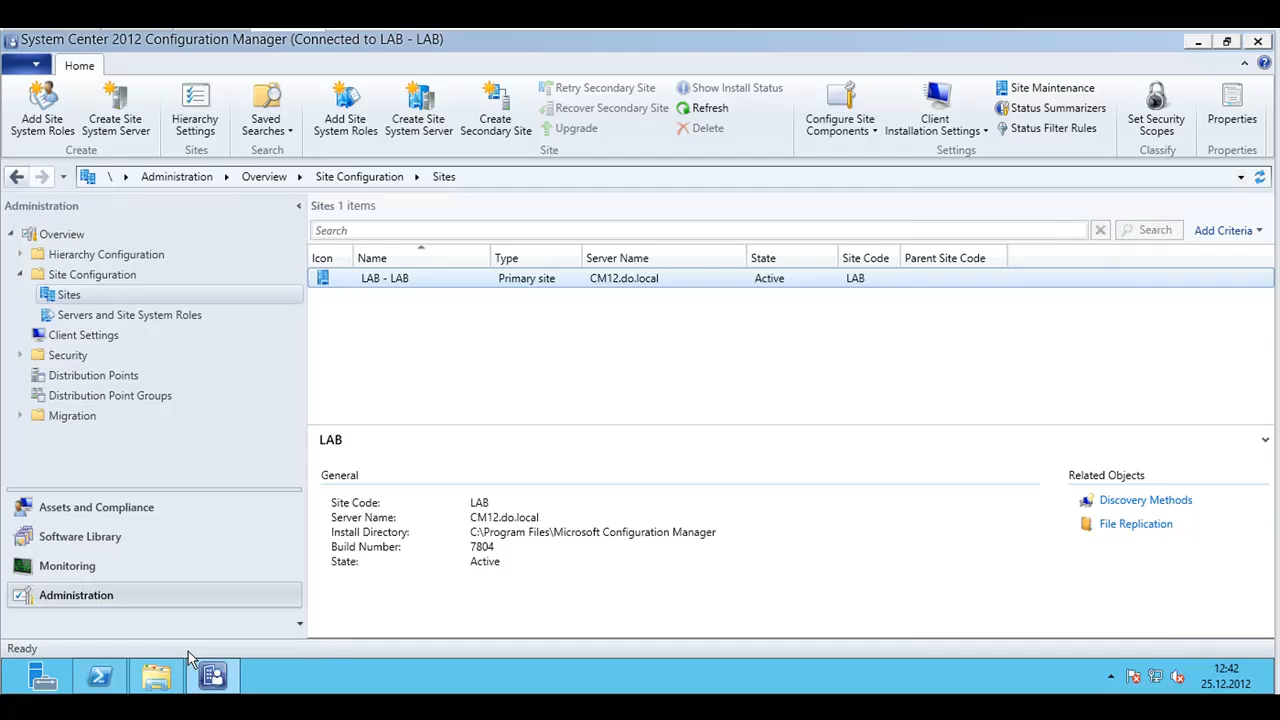 System Center 2012 Configuration Manager (Connected to LAB - LAB)
Home
Add Site System Roles
Create Site System Server
Create
Hierarchy Settings
Sites
Saved Searches
Search
Add Site System Roles
Create Site System Server
Create Secondary Site
Retry Secondary Site
Recover Secondary Site
Upgrade
Show Install Status
Refresh
Delete
Site
Configure Site Components
Client Installation Settings
Site Maintenance
Status Summarizers
Status Filter Rules
Settings
Set Security Scopes
Classify
Properties
Properties
\ Administration Overview Site Configuration Sites
Administration
Overview
Hierarchy Configuration
Site Configuration
Sites
Servers and Site System Roles
Client Settings
Security
Distribution Points
Distribution Point Groups
Migration
Assets and Compliance
Software Library
Monitoring
Administration
Sites 1 items
Search Search Add Criteria
Icon Name Type Server Name State Site Code Parent Site Code
LAB - LAB Primary site CM12.do.local Active LAB
LAB
General
Site Code: LAB
Server Name: CM12.do.local
Install Directory: C:\Program Files\Microsoft Configuration Manager
Build Number: 7804
State: Active
Related Objects
Discovery Methods
File Replication
Ready
12:42
25.12.2012